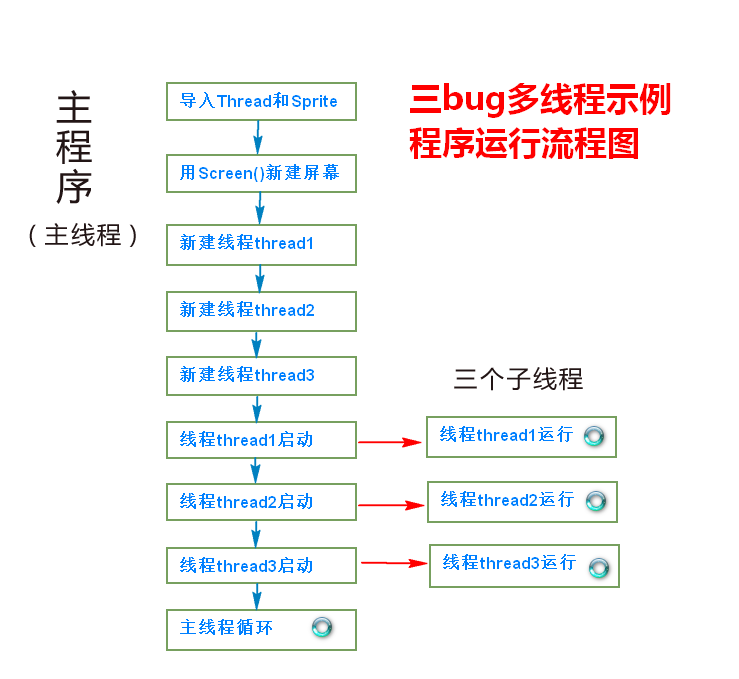 三bug多线程示例
程序运行流程图
主程序
（主线程）
导入Thread和Sprite
用Screen()新建屏幕
新建线程thread1
新建线程thread2
新建线程thread3
线程thread1启动
线程thread2启动
线程thread3启动
主线程循环
三个子线程
线程thread1运行
线程thread2运行
线程thread3运行